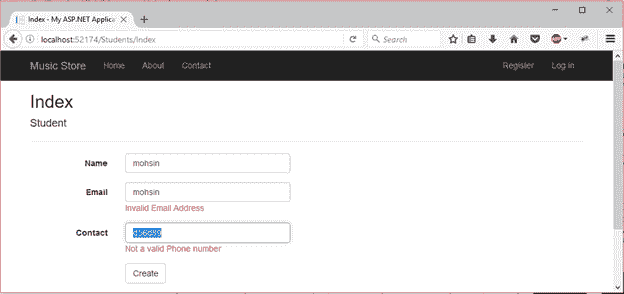 Index - My ASP.NET Applica
localhost:52174/Students/Index
Search
Music Store Home About Contact Register Log in
Index
Student
Name mohsin
Email mohsin
Invalid Email Address
Contact
Not a valid Phone number
Create